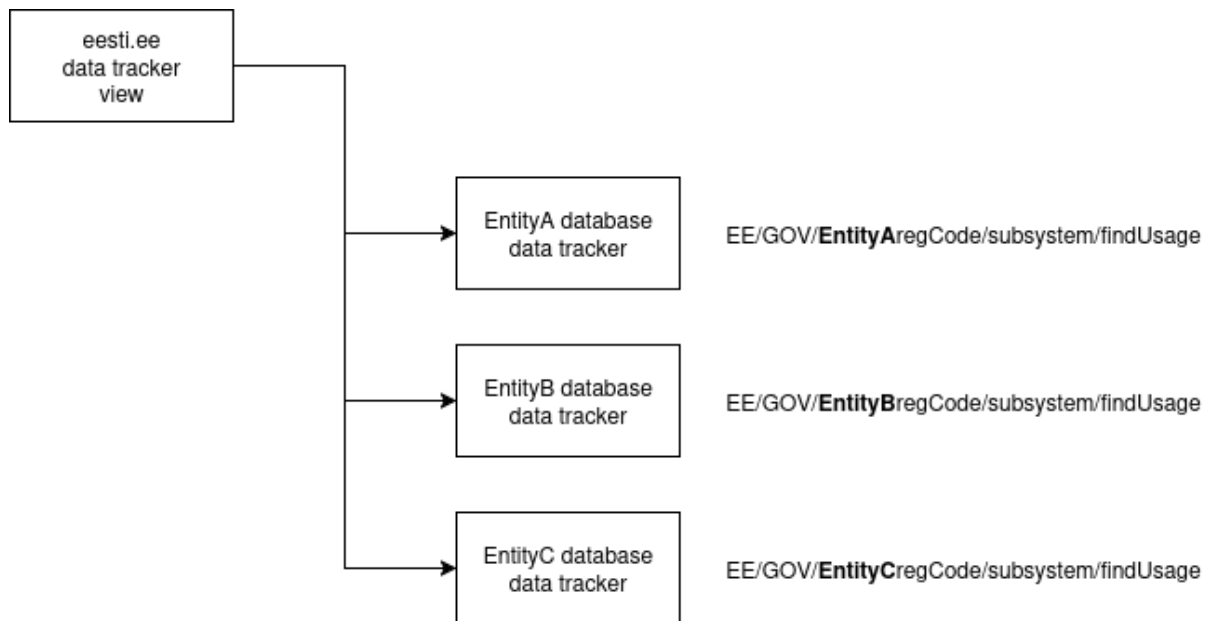 eesti.ee
data tracker
view
EntityA database
data tracker
EE/GOV/EntityAregCode/subsystem/findUsage
EntityB database
data tracker
EE/GOV/EntityBregCode/subsystem/findUsage
EntityC database
data tracker
EE/GOV/EntityCregCode/subsystem/findUsage